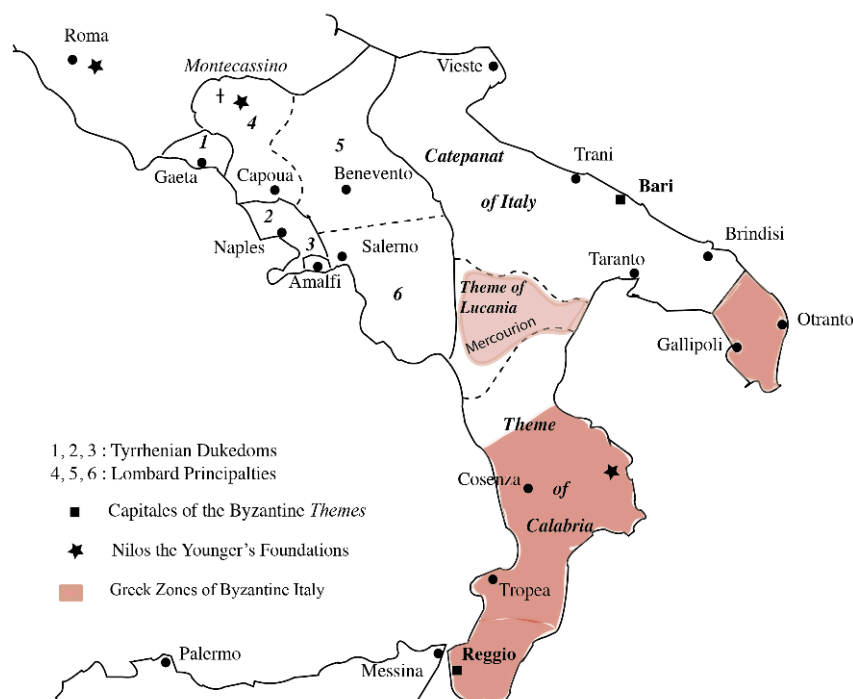 Roma
Montecassino
Vieste
4
1
5
Catepanat
Trani
Gaeta
Capoua
Benevento
of Italy
Bari
2
Naples
3
Salerno
Brindisi
Amalfi
Taranto
6
Theme of
Lucania
Mercourion
Otranto
Gallipoli
Theme
1, 2, 3 : Tyrrhenian Dukedoms
4, 5, 6 : Lombard Principalties
Cosenza
of
Capitales of the Byzantine Themes
Calabria
Nilos the Younger's Foundations
Greek Zones of Byzantine Italy
Tropea
Palermo
Messina
Reggio